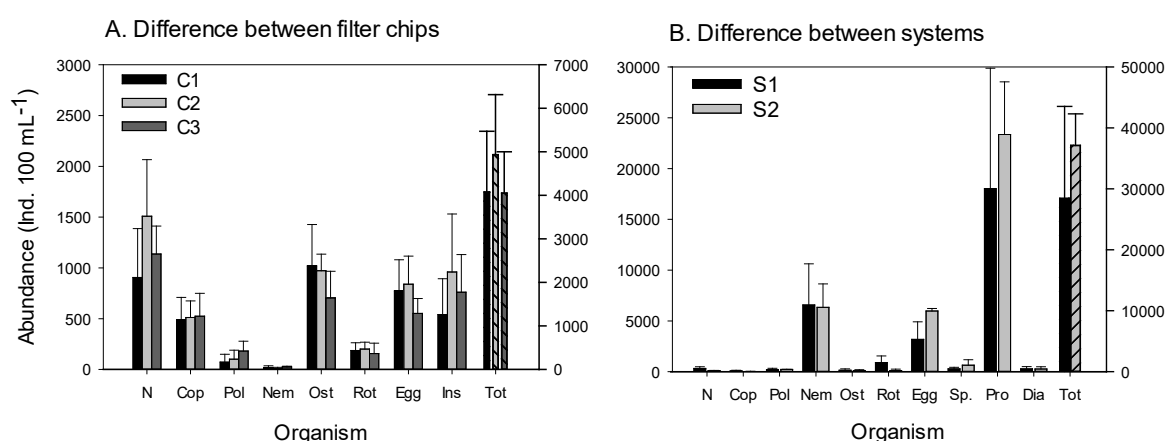 A. Difference between filter chips
B. Difference between systems
Abundance (Ind. 100 mL-1)
3000
2500
2000
1500
1000
500
0
C1
C2
C3
7000
6000
5000
4000
3000
2000
1000
0
N Cop Pol Nem Ost Rot Egg Ins Tot
Organism
30000
25000
20000
15000
10000
5000
0
S1
S2
50000
40000
30000
20000
10000
0
N Cop Pol Nem Ost Rot Egg Sp. Pro Dia Tot
Organism